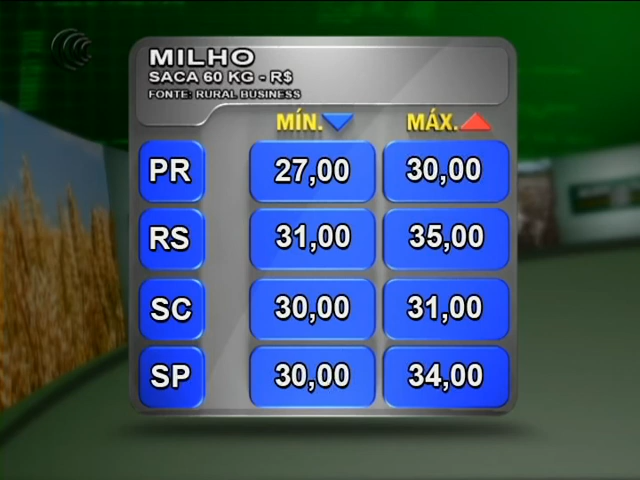 MILHO
SACA 60 KG - R$
FONTE: RURAL BUSINESS
MÍN. MÁX.
PR 27,00 30,00
RS 31,00 35,00
SC 30,00 31,00
SP 30,00 34,00